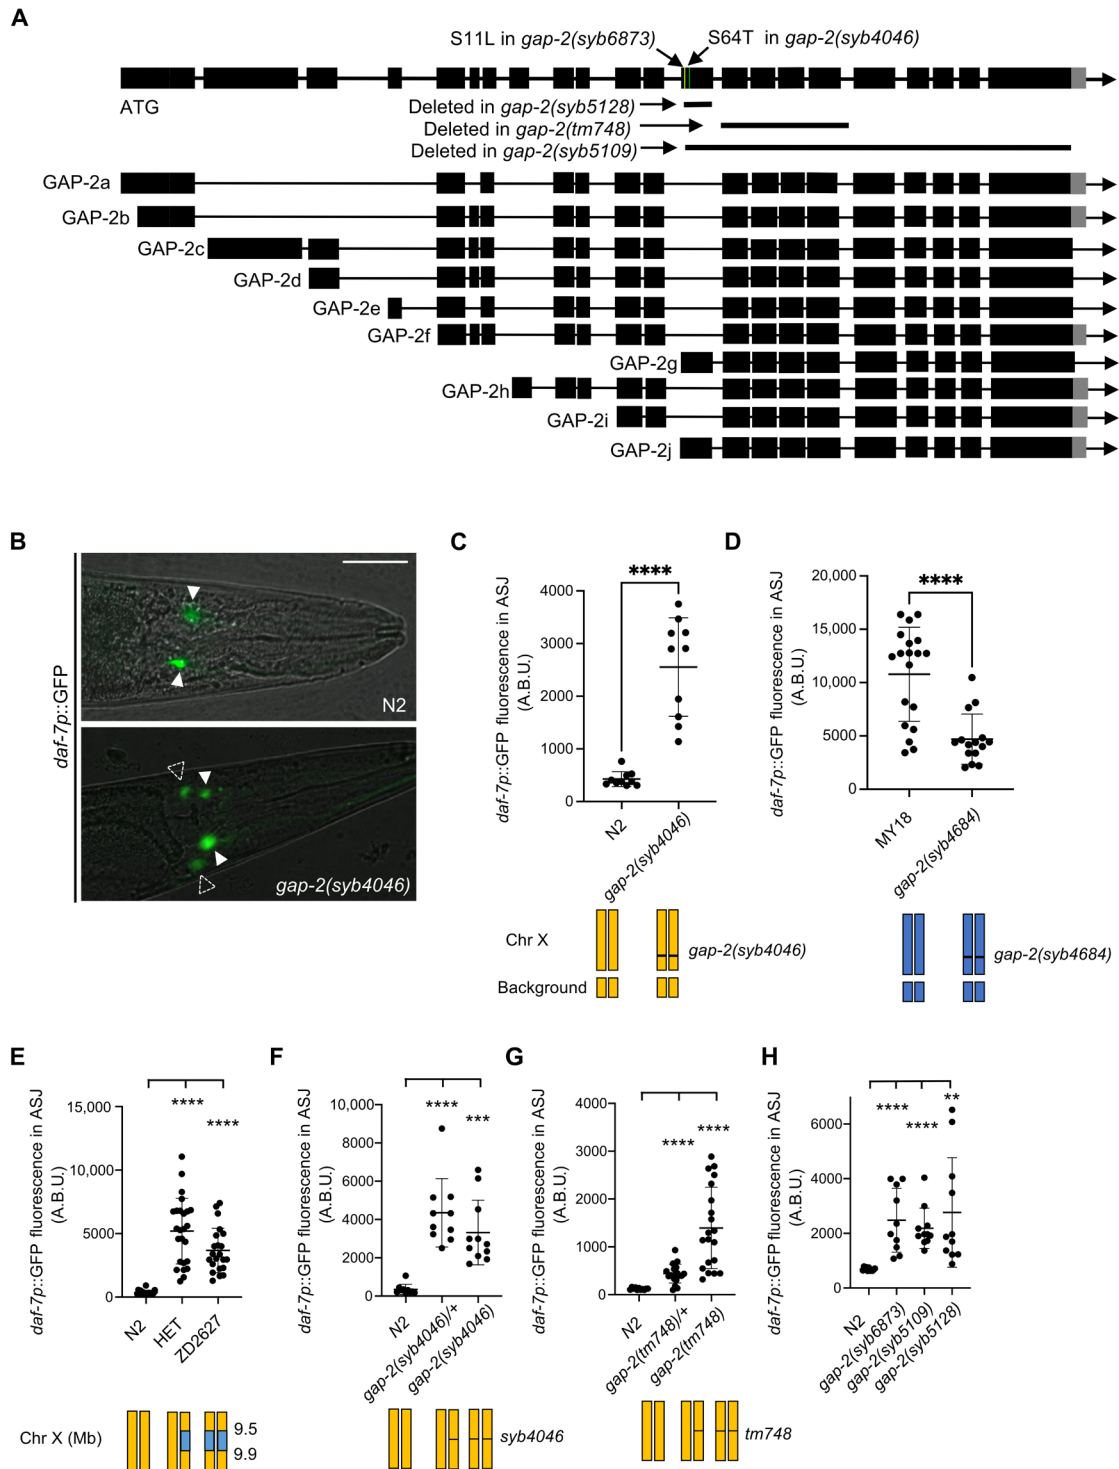 A
S11L in gap-2(syb6873)
S64T in gap-2(syb4046)
ATG
Deleted in gap-2(syb5128)
Deleted in gap-2(tm748)
Deleted in gap-2(syb5109)
GAP-2a
GAP-2b
GAP-2c
GAP-2d
GAP-2e
GAP-2f
GAP-2g
GAP-2h
GAP-2i
GAP-2j
B
daf-7p::GFP
N2
gap-2(syb4046)
C
daf-7p::GFP fluorescence in ASJ
(A.B.U.)
****
4000
3000
2000
1000
0
N2
gap-2(syb4046)
Chr X
gap-2(syb4046)
Background
D
daf-7p::GFP fluorescence in ASJ
(A.B.U.)
****
20,000
15,000
10,000
5000
0
MY18
gap-2(syb4684)
gap-2(syb4684)
E
daf-7p::GFP fluorescence in ASJ
(A.B.U.)
****
****
15,000
10,000
5000
0
N2
HET
ZD2627
Chr X (Mb)
9.5
9.9
F
daf-7p::GFP fluorescence in ASJ
(A.B.U.)
****
***
10,000
8000
6000
4000
2000
0
N2
gap-2(syb4046)/+
gap-2(syb4046)
syb4046
G
daf-7p::GFP fluorescence in ASJ
(A.B.U.)
****
****
4000
3000
2000
1000
0
N2
gap-2(tm748)/+
gap-2(tm748)
tm748
H
daf-7p::GFP fluorescence in ASJ
(A.B.U.)
****
****
**
6000
4000
2000
0
N2
gap-2(syb6873)
gap-2(syb5109)
gap-2(syb5128)